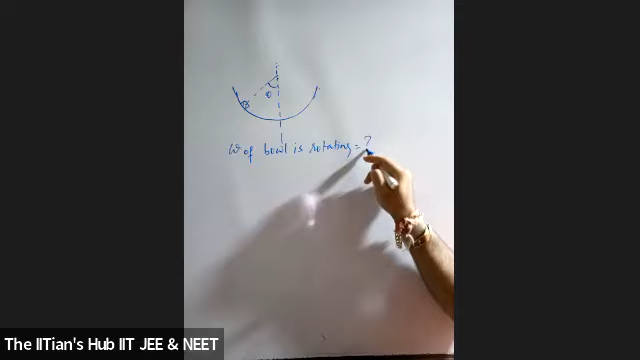 θ
ω of bowl is rotating = ?
The IITian's Hub IIT JEE & NEET